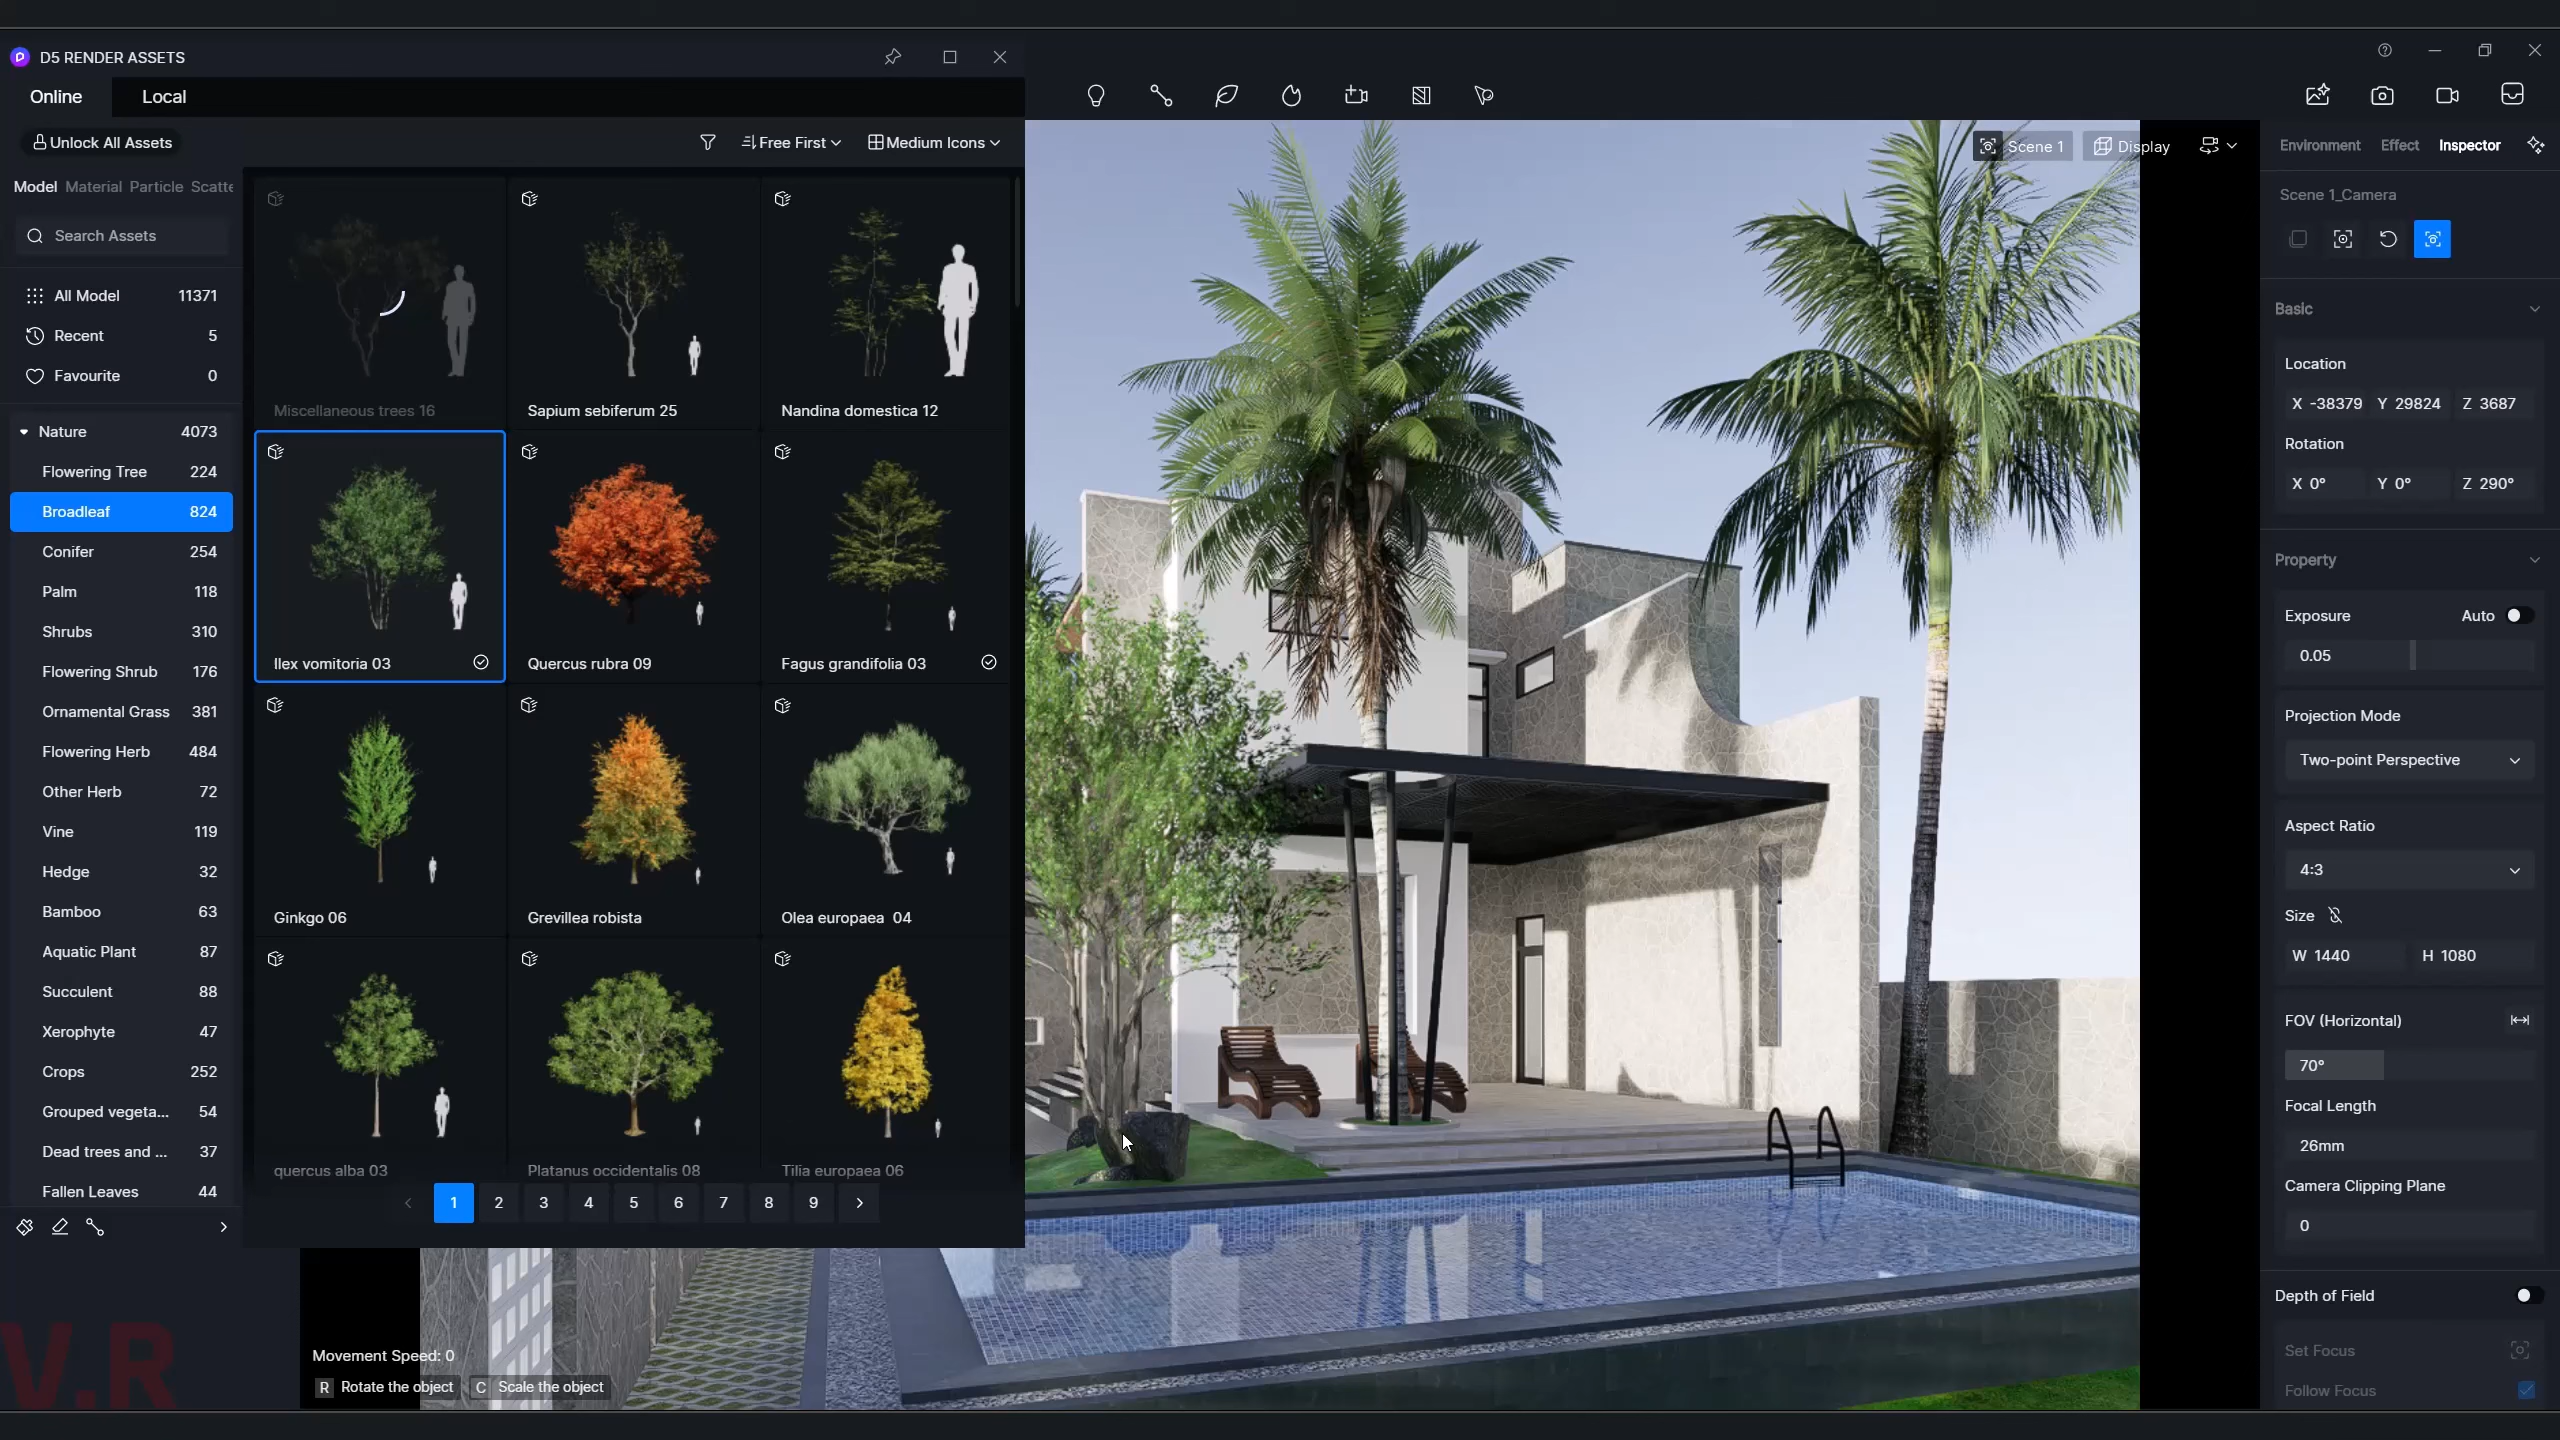 D5 RENDER ASSETS
Online Local
Unlock All Assets Free First Medium Icons
Model Material Particle Scatte
Search Assets
All Model 11371
Recent 5
Favourite 0
Nature 4073
Flowering Tree 224
Broadleaf 824
Conifer 254
Palm 118
Shrubs 310
Flowering Shrub 176
Ornamental Grass 381
Flowering Herb 484
Other Herb 72
Vine 119
Hedge 32
Bamboo 63
Aquatic Plant 87
Succulent 88
Xerophyte 47
Crops 252
Grouped vegeta... 54
Dead trees and ... 37
Fallen Leaves 44
Miscellaneous trees 16 Sapium sebiferum 25 Nandina domestica 12
Ilex vomitoria 03 Quercus rubra 09 Fagus grandifolia 03
Ginkgo 06 Grevillea robista Olea europaea 04
quercus alba 03 Platanus occidentalis 08 Tilia europaea 06
1 2 3 4 5 6 7 8 9
V.R
Movement Speed: 0
R Rotate the object C Scale the object
Scene 1 Display
Environment Effect Inspector
Scene 1_Camera
Basic
Location
X -38379 Y 29824 Z 3687
Rotation
X 0° Y 0° Z 290°
Property
Exposure Auto
0.05
Projection Mode
Two-point Perspective
Aspect Ratio
4:3
Size
W 1440 H 1080
FOV (Horizontal)
70°
Focal Length
26mm
Camera Clipping Plane
0
Depth of Field
Set Focus
Follow Focus